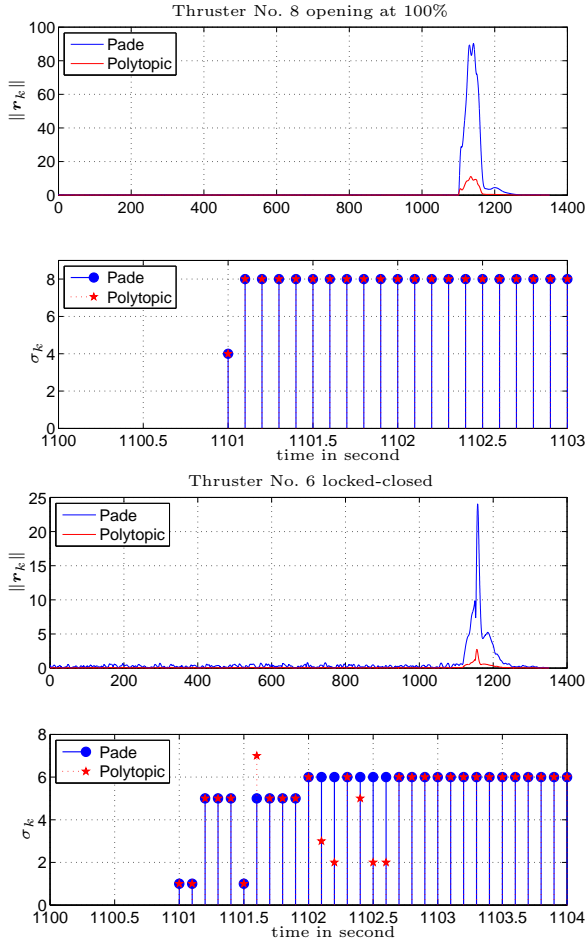 Thruster No. 8 opening at 100%
100
80
60
40
20
0
‖r_k‖
Pade
Polytopic
0 200 400 600 800 1000 1200 1400
8
6
4
2
0
σ_k
Pade
Polytopic
1100 1100.5 1101 1101.5 1102 1102.5 1103
time in second
Thruster No. 6 locked-closed
25
20
15
10
5
0
‖r_k‖
Pade
Polytopic
0 200 400 600 800 1000 1200 1400
8
6
4
2
0
σ_k
Pade
Polytopic
1100 1100.5 1101 1101.5 1102 1102.5 1103 1103.5 1104
time in second